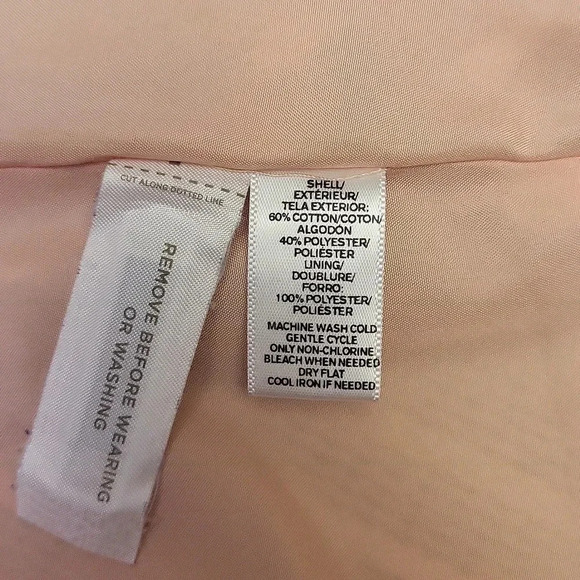 CUT ALONG DOTTED LINE
REMOVE BEFORE WEARING
OR WASHING
SHELL/
EXTÉRIEUR/
TELA EXTERIOR:
60% COTTON/COTON/
ALGODÓN
40% POLYESTER/
POLIÉSTER
LINING/
DOUBLURE/
FORRO:
100% POLYESTER/
POLIÉSTER
MACHINE WASH COLD
GENTLE CYCLE
ONLY NON-CHLORINE
BLEACH WHEN NEEDED
DRY FLAT
COOL IRON IF NEEDED